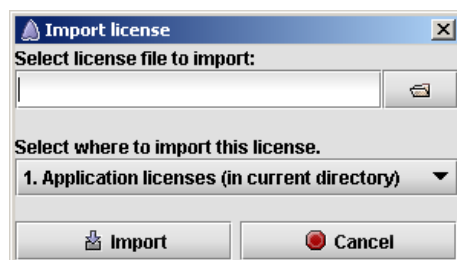 Import license
Select license file to import:
Select where to import this license.
1. Application licenses (in current directory)
Import
Cancel